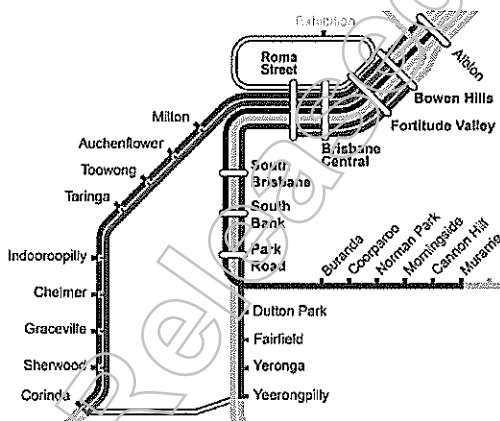 Exhibition
Roma
Street
Albion
Bowen Hills
Fortitude Valley
Brisbane
Central
Milton
Auchenflower
Toowong
Taringa
South
Brisbane
South
Bank
Park
Road
Buranda
Coorparoo
Norman Park
Morningside
Cannon Hill
Murarrie
Indooroopilly
Chelmer
Graceville
Sherwood
Corinda
Dutton Park
Fairfield
Yeronga
Yeerongpilly
Released